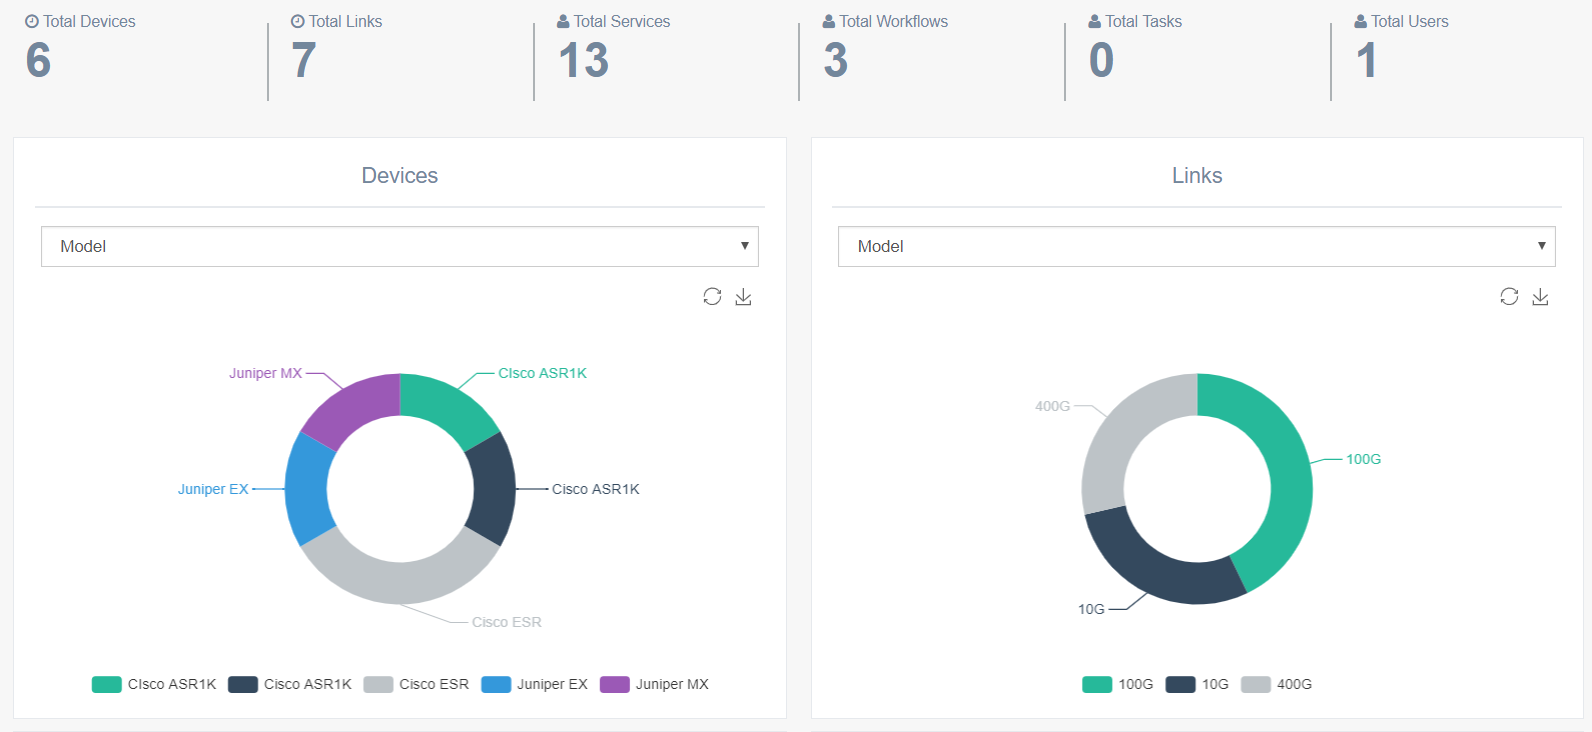 Total Devices
6
Total Links
7
Total Services
13
Total Workflows
3
Total Tasks
0
Total Users
1
Devices
Model
Juniper MX
CIsco ASR1K
Juniper EX
Cisco ASR1K
Cisco ESR
CIsco ASR1K Cisco ASR1K Cisco ESR Juniper EX Juniper MX
Links
Model
400G
100G
10G
100G 10G 400G